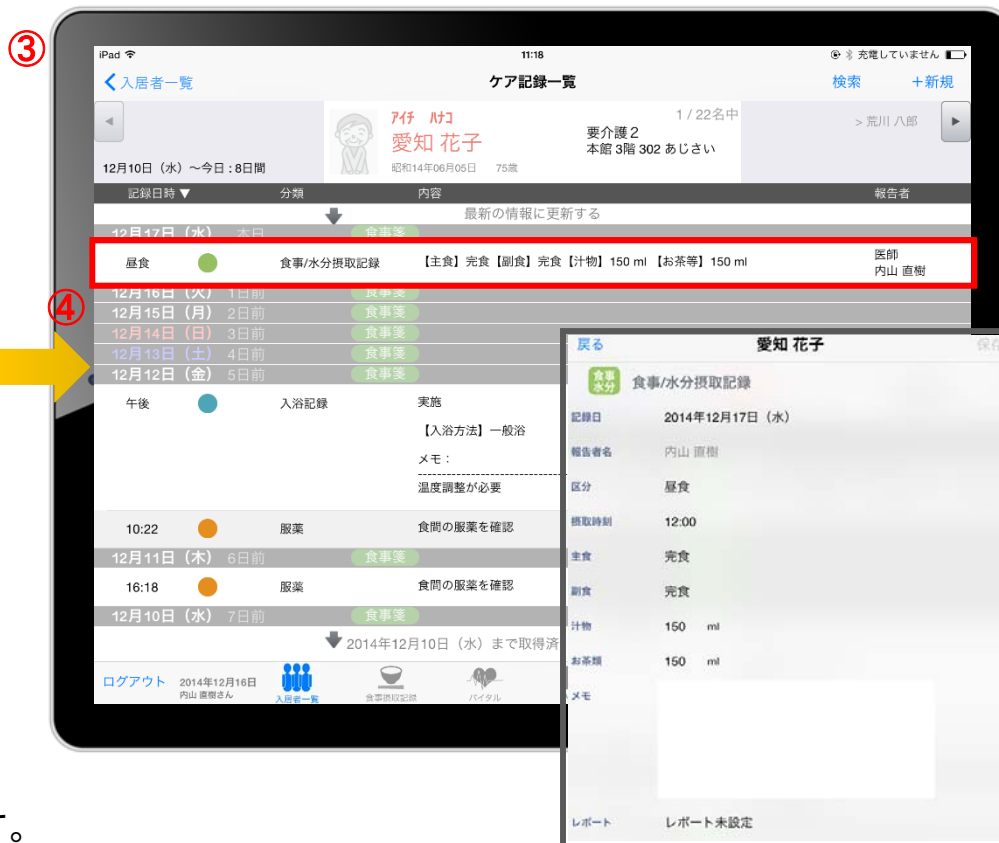 ③
iPad 11:18 充電していません
入居者一覧 ケア記録一覧 検索 +新規
アイチ ハナコ 1 / 22名中
愛知 花子 要介護2 > 荒川 八郎
本館 3階 302 あじさい
12月10日（水）～今日 : 8日間 昭和14年06月05日 75歳
記録日時▼ 分類 内容 報告者
最新の情報に更新する
12月17日（水） 本日 食事箋
昼食 食事/水分摂取記録 【主食】完食【副食】完食【汁物】150 ml 【お茶等】150 ml 医師
内山 直樹
12月16日（火） 1日前 食事箋
④
12月15日（月） 2日前 食事箋
12月14日（日） 3日前 食事箋
12月13日（土） 4日前 食事箋
12月12日（金） 5日前 食事箋
午後 入浴記録 実施
【入浴方法】一般浴
メモ：
温度調整が必要
10:22 服薬 食間の服薬を確認
12月11日（木） 6日前 食事箋
16:18 服薬 食間の服薬を確認
12月10日（水） 7日前 食事箋
2014年12月10日（水）まで取得済
ログアウト 2014年12月16日
内山 直樹さん 入居者一覧 食事摂取記録 バイタル
戻る 愛知 花子 保存
食事
水分 食事/水分摂取記録
記録日 2014年12月17日（水）
報告者名 内山 直樹
区分 昼食
摂取時刻 12:00
主食 完食
副食 完食
汁物 150 ml
お茶類 150 ml
メモ
レポート レポート未設定
。